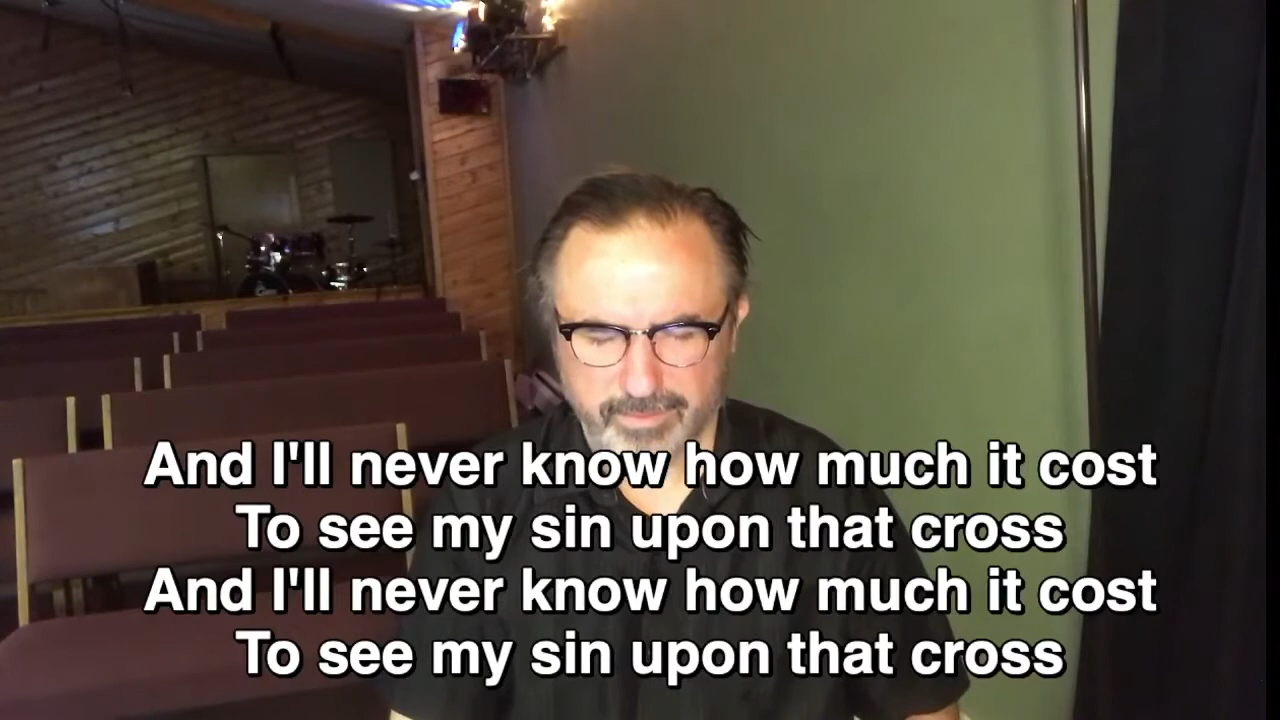 And I'll never know how much it cost
To see my sin upon that cross
And I'll never know how much it cost
To see my sin upon that cross